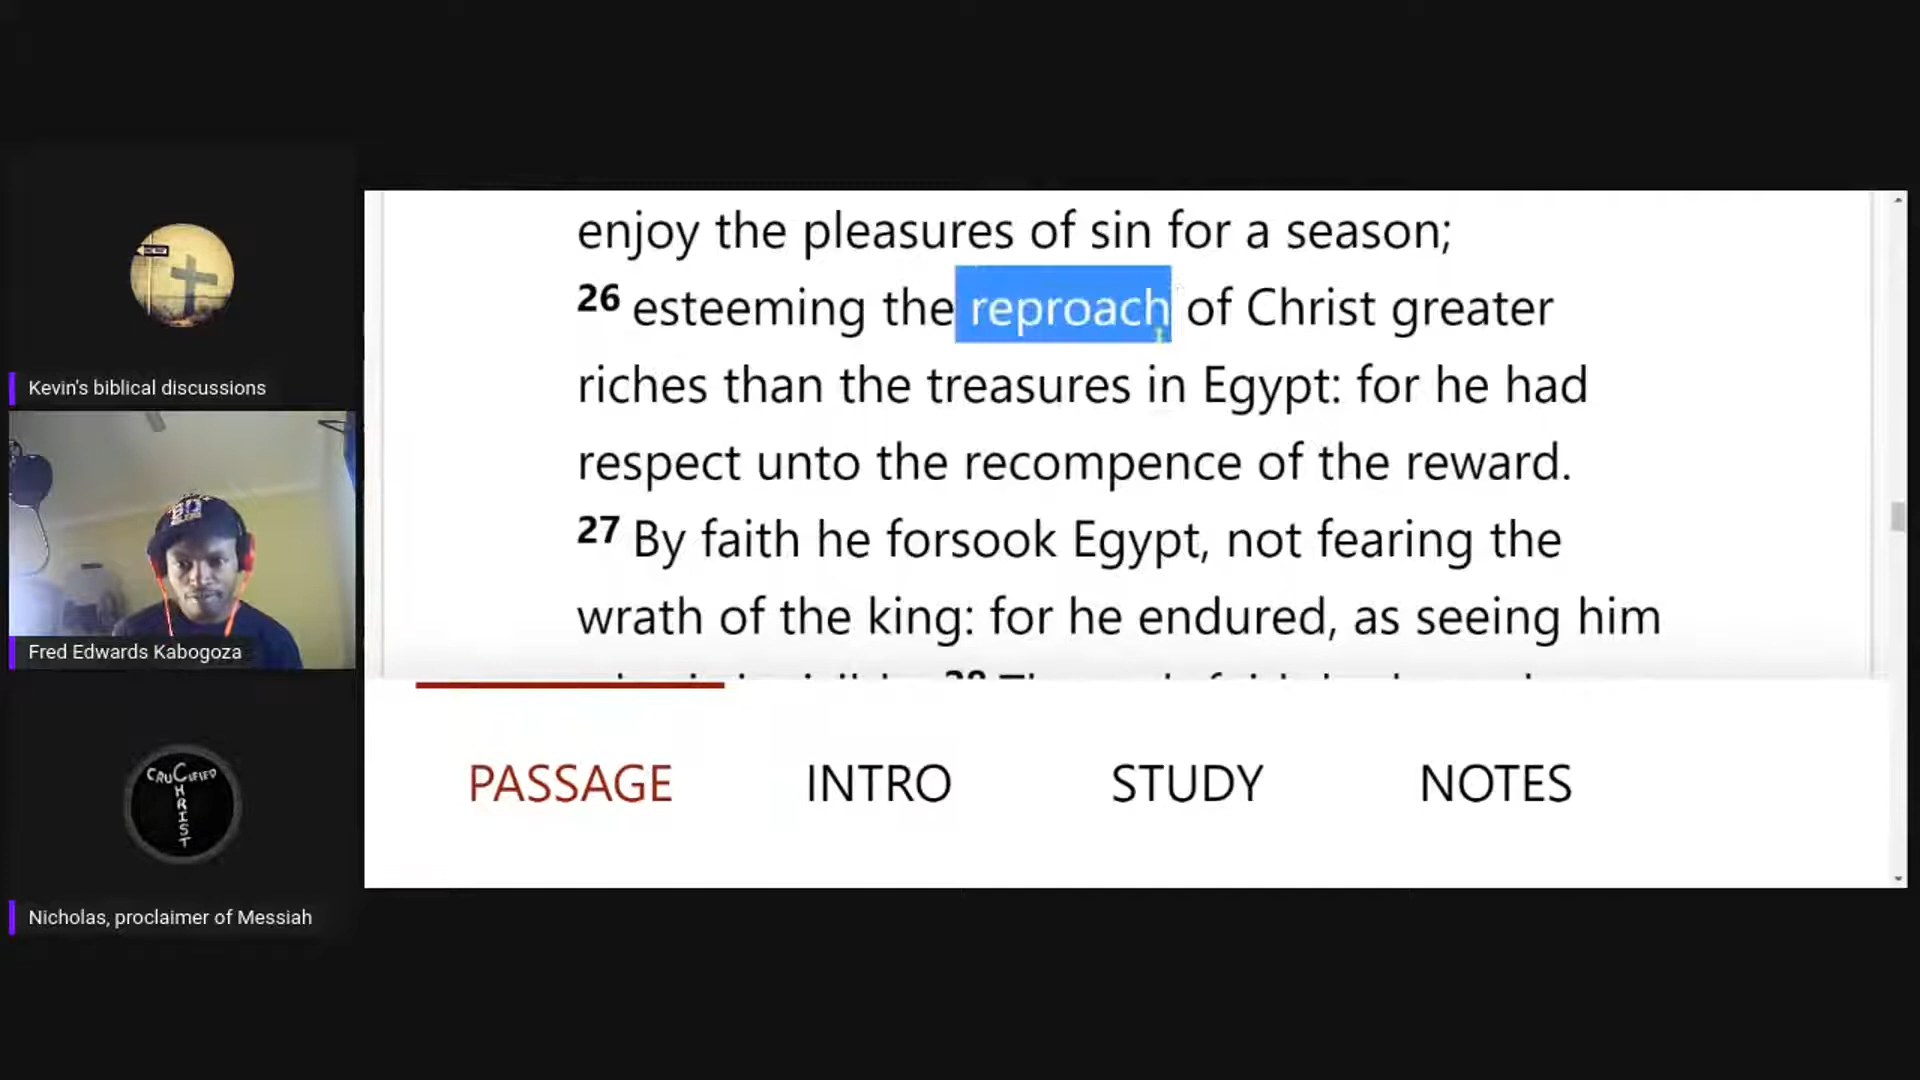 Kevin's biblical discussions
Fred Edwards Kabogoza
CRUCIFIED
CHRIST
Nicholas, proclaimer of Messiah
enjoy the pleasures of sin for a season;
26 esteeming the reproach of Christ greater
riches than the treasures in Egypt: for he had
respect unto the recompence of the reward.
27 By faith he forsook Egypt, not fearing the
wrath of the king: for he endured, as seeing him
PASSAGE INTRO STUDY NOTES